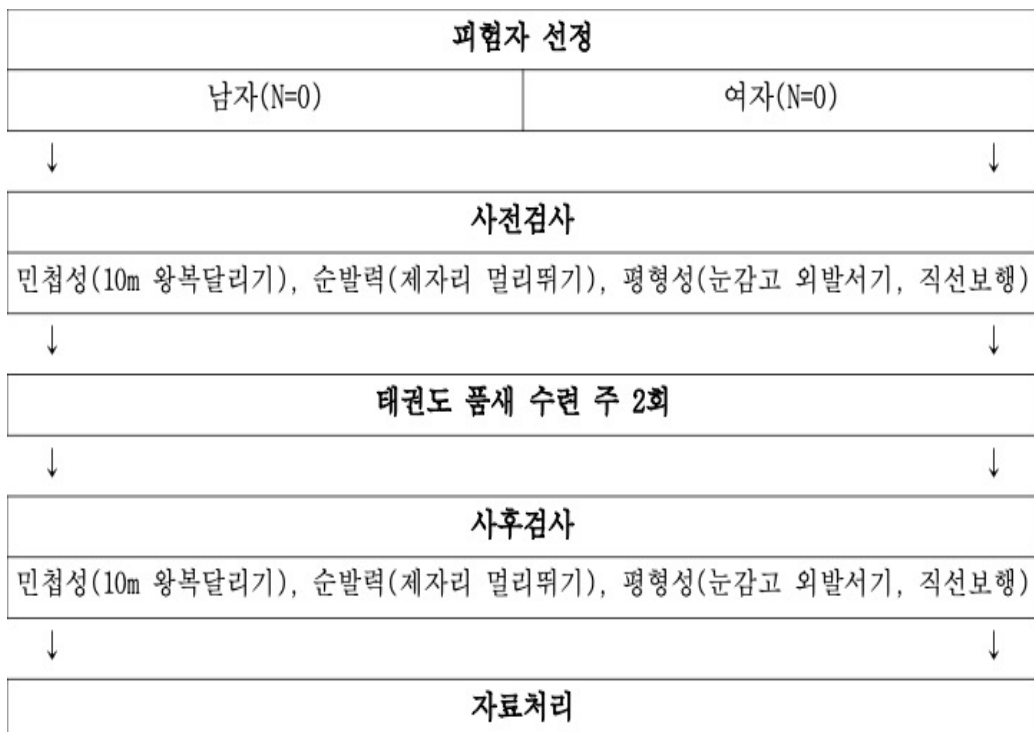 피험자 선정
남자(N=0) 여자(N=0)
↓ ↓
사전검사
민첩성(10m 왕복달리기), 순발력(제자리 멀리뛰기), 평형성(눈감고 외발서기, 직선보행)
↓ ↓
태권도 품새 수련 주 2회
↓ ↓
사후검사
민첩성(10m 왕복달리기), 순발력(제자리 멀리뛰기), 평형성(눈감고 외발서기, 직선보행)
↓ ↓
자료처리